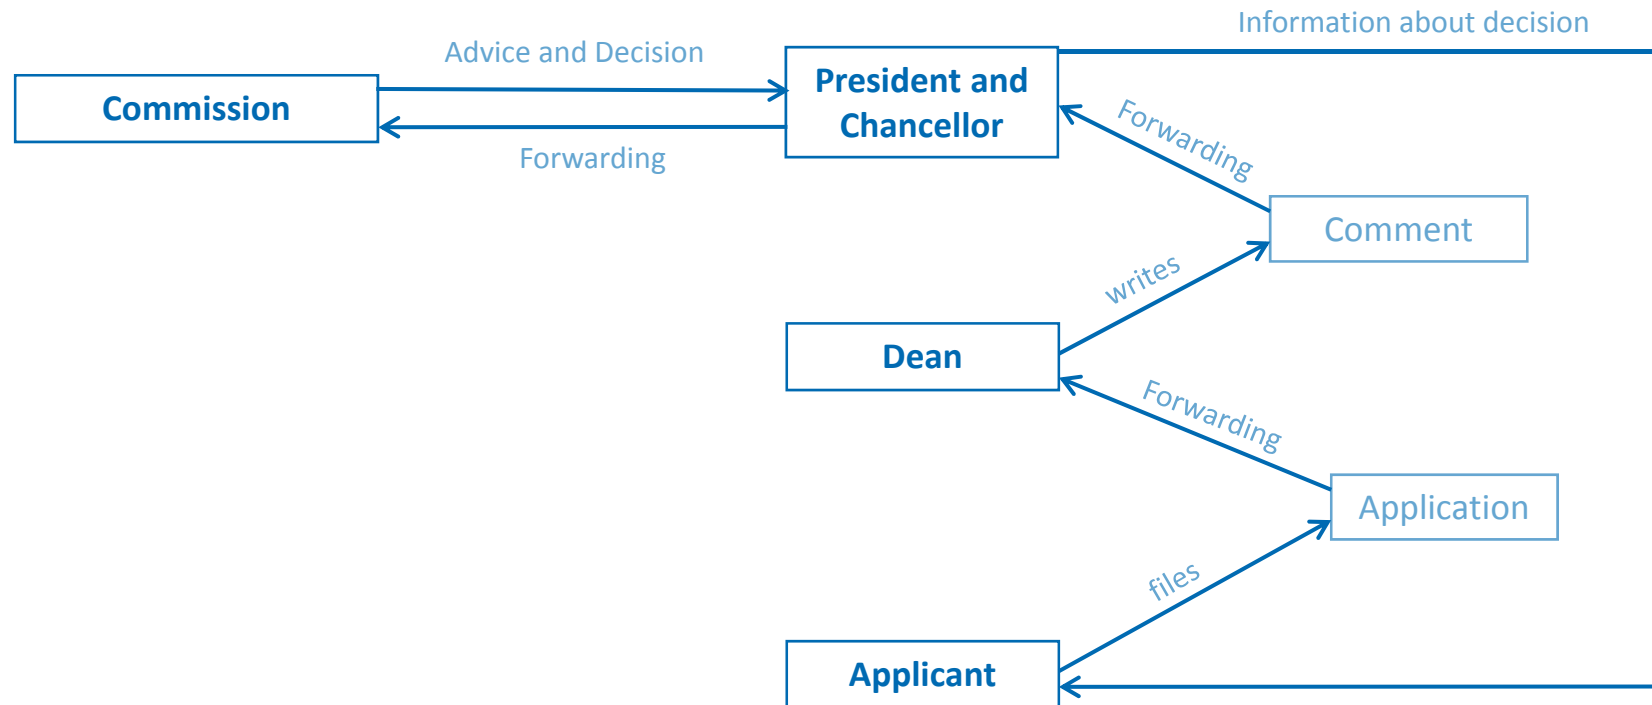 Information about decision
Advice and Decision
President and
Chancellor
Commission
Forwarding
Forwarding
Comment
writes
Dean
Forwarding
Application
files
Applicant